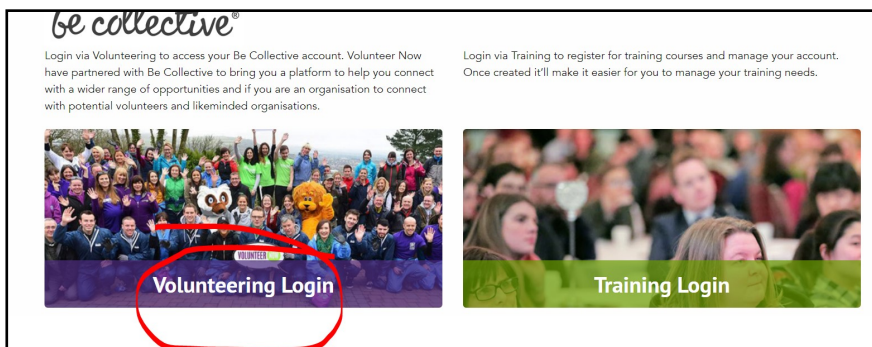 be collective®
Login via Volunteering to access your Be Collective account. Volunteer Now
have partnered with Be Collective to bring you a platform to help you connect
with a wider range of opportunities and if you are an organisation to connect
with potential volunteers and likeminded organisations.
Login via Training to register for training courses and manage your account.
Once created it'll make it easier for you to manage your training needs.
VOLUNTEER NOW
Volunteering Login
Training Login